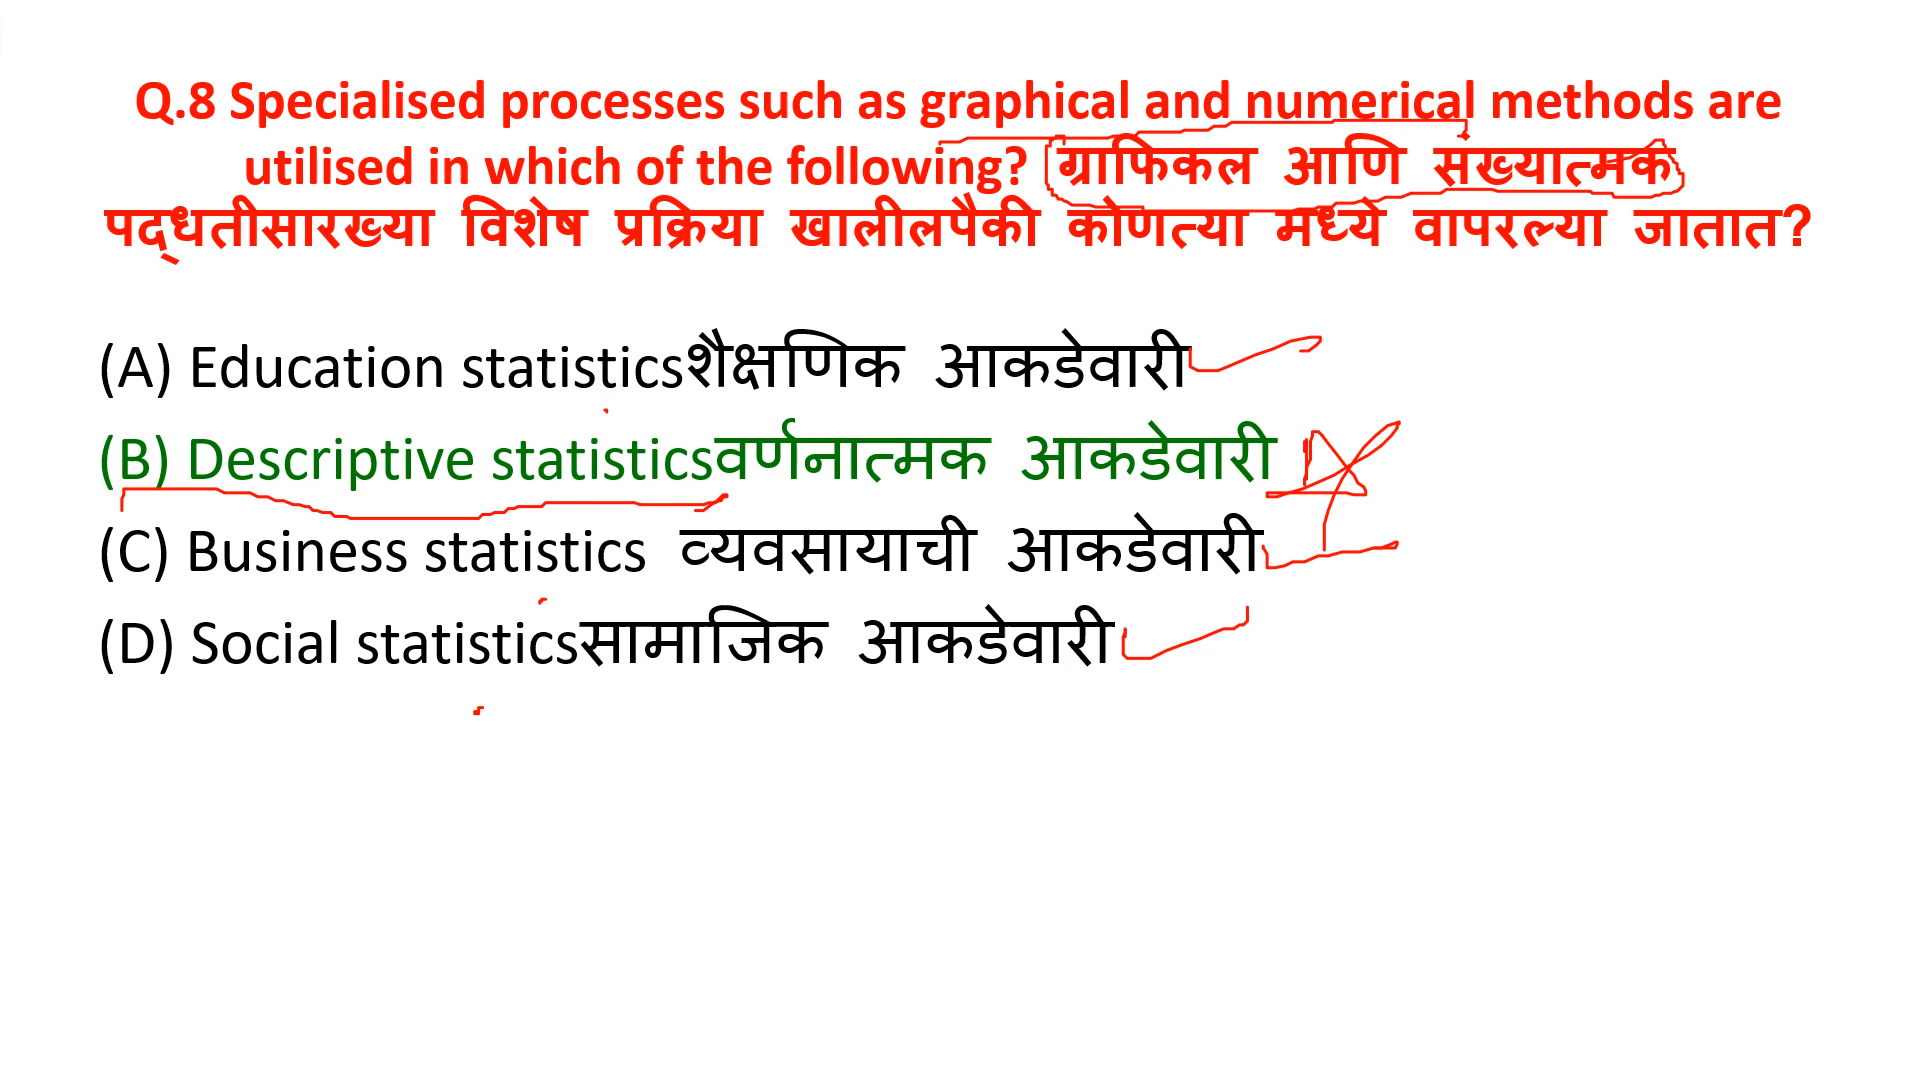 Q.8 Specialised processes such as graphical and numerical methods are
utilised in which of the following? ग्राफिकल आणि संख्यात्मक
पद्धतीसारख्या विशेष प्रक्रिया खालीलपैकी कोणत्या मध्ये वापरल्या जातात?
(A) Education statisticsशैक्षणिक आकडेवारी
(B) Descriptive statisticsवर्णनात्मक आकडेवारी
(C) Business statistics व्यवसायाची आकडेवारी
(D) Social statisticsसामाजिक आकडेवारी